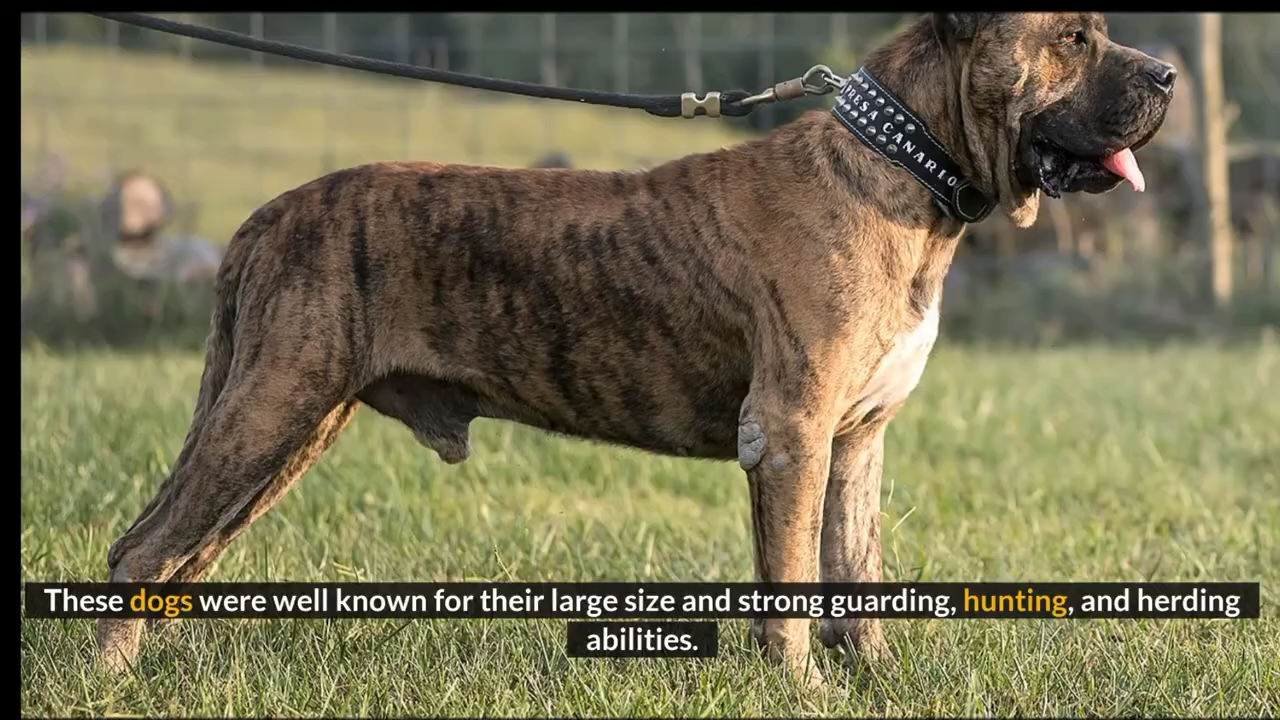 PRESA CANARIO
These dogs were well known for their large size and strong guarding, hunting, and herding
abilities.